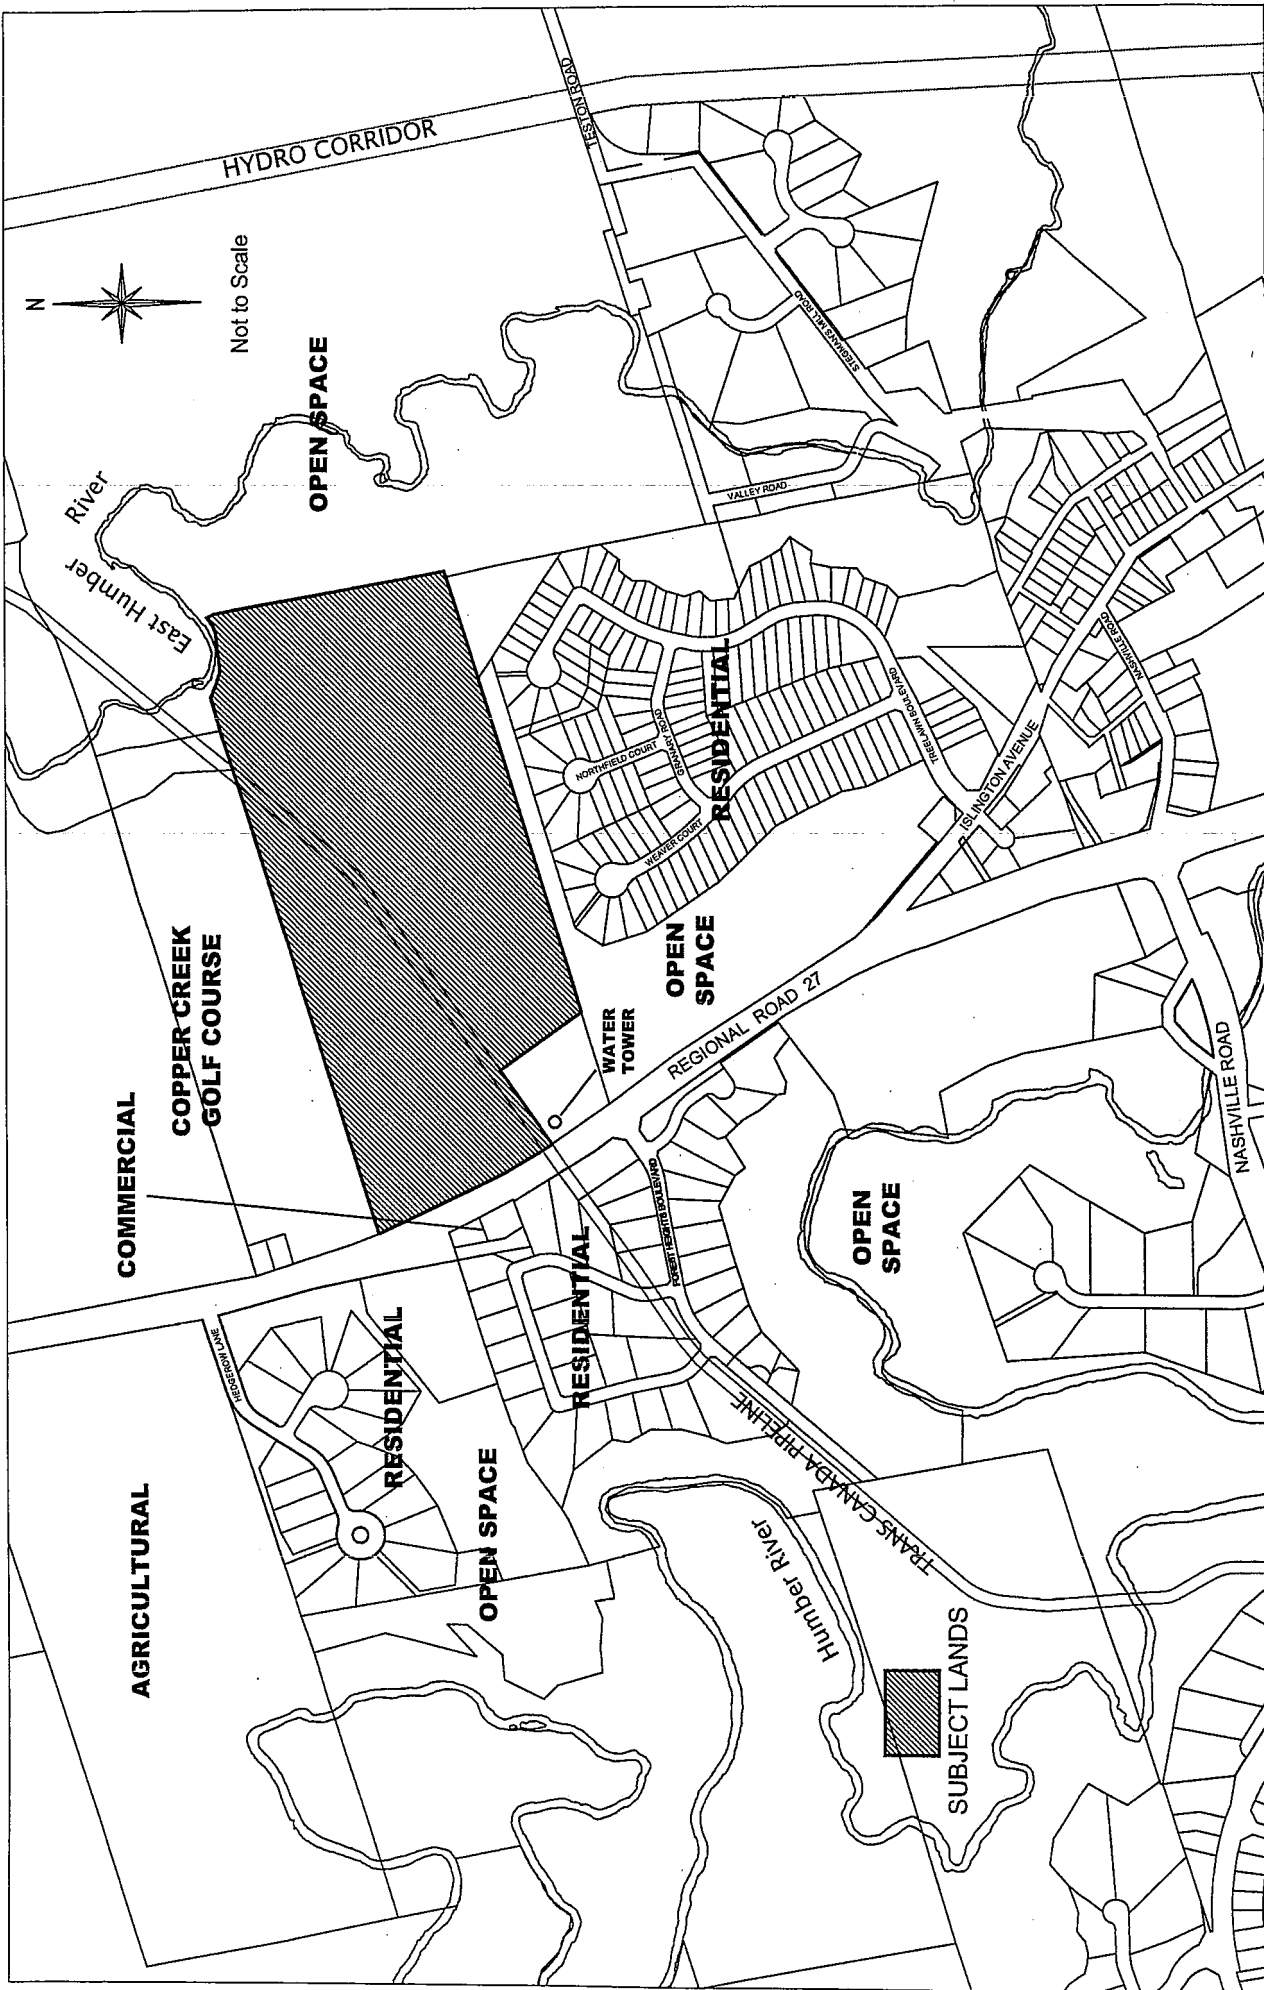 HYDRO CORRIDOR
TESTON ROAD
N
Not to Scale
OPEN SPACE
River
East Humber
STEGMAN'S MILL ROAD
VALLEY ROAD
COPPER CREEK
GOLF COURSE
COMMERCIAL
NORTHFIELD COURT
GRANARY ROAD
WEAVER COURT
RESIDENTIAL
TREELAWN BOULEVARD
ISLINGTON AVENUE
NASHVILLE ROAD
OPEN
SPACE
WATER
TOWER
REGIONAL ROAD 27
FOREST HEIGHTS BOULEVARD
RESIDENTIAL
HEDGEROW LANE
RESIDENTIAL
AGRICULTURAL
OPEN SPACE
OPEN
SPACE
NASHVILLE ROAD
TRANS CANADA PIPELINE
Humber River
SUBJECT LANDS